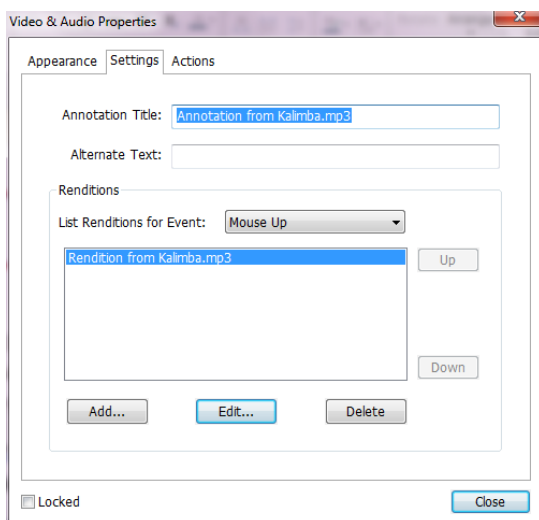 Video & Audio Properties
Appearance Settings Actions
Annotation Title: Annotation from Kalimba.mp3
Alternate Text:
Renditions
List Renditions for Event: Mouse Up
Rendition from Kalimba.mp3
Up
Down
Add... Edit... Delete
Locked Close